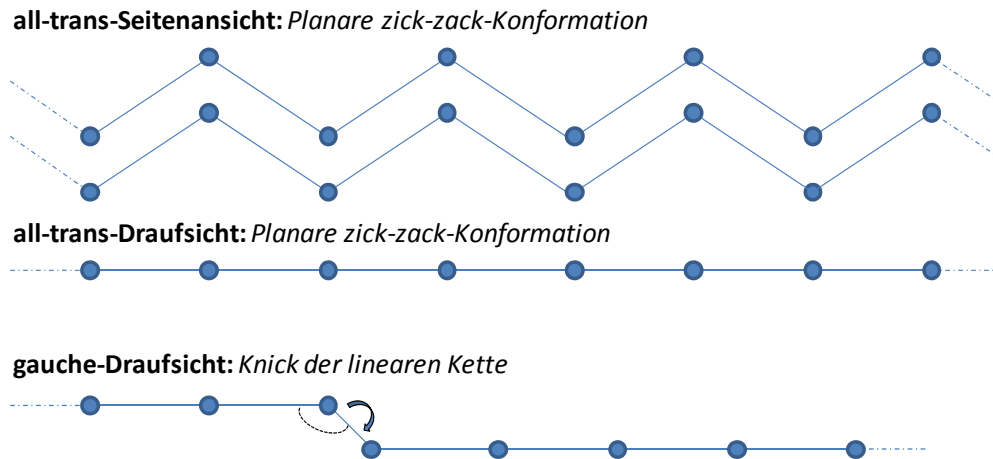 all-trans-Seitenansicht: Planare zick-zack-Konformation
all-trans-Draufsicht: Planare zick-zack-Konformation
gauche-Draufsicht: Knick der linearen Kette